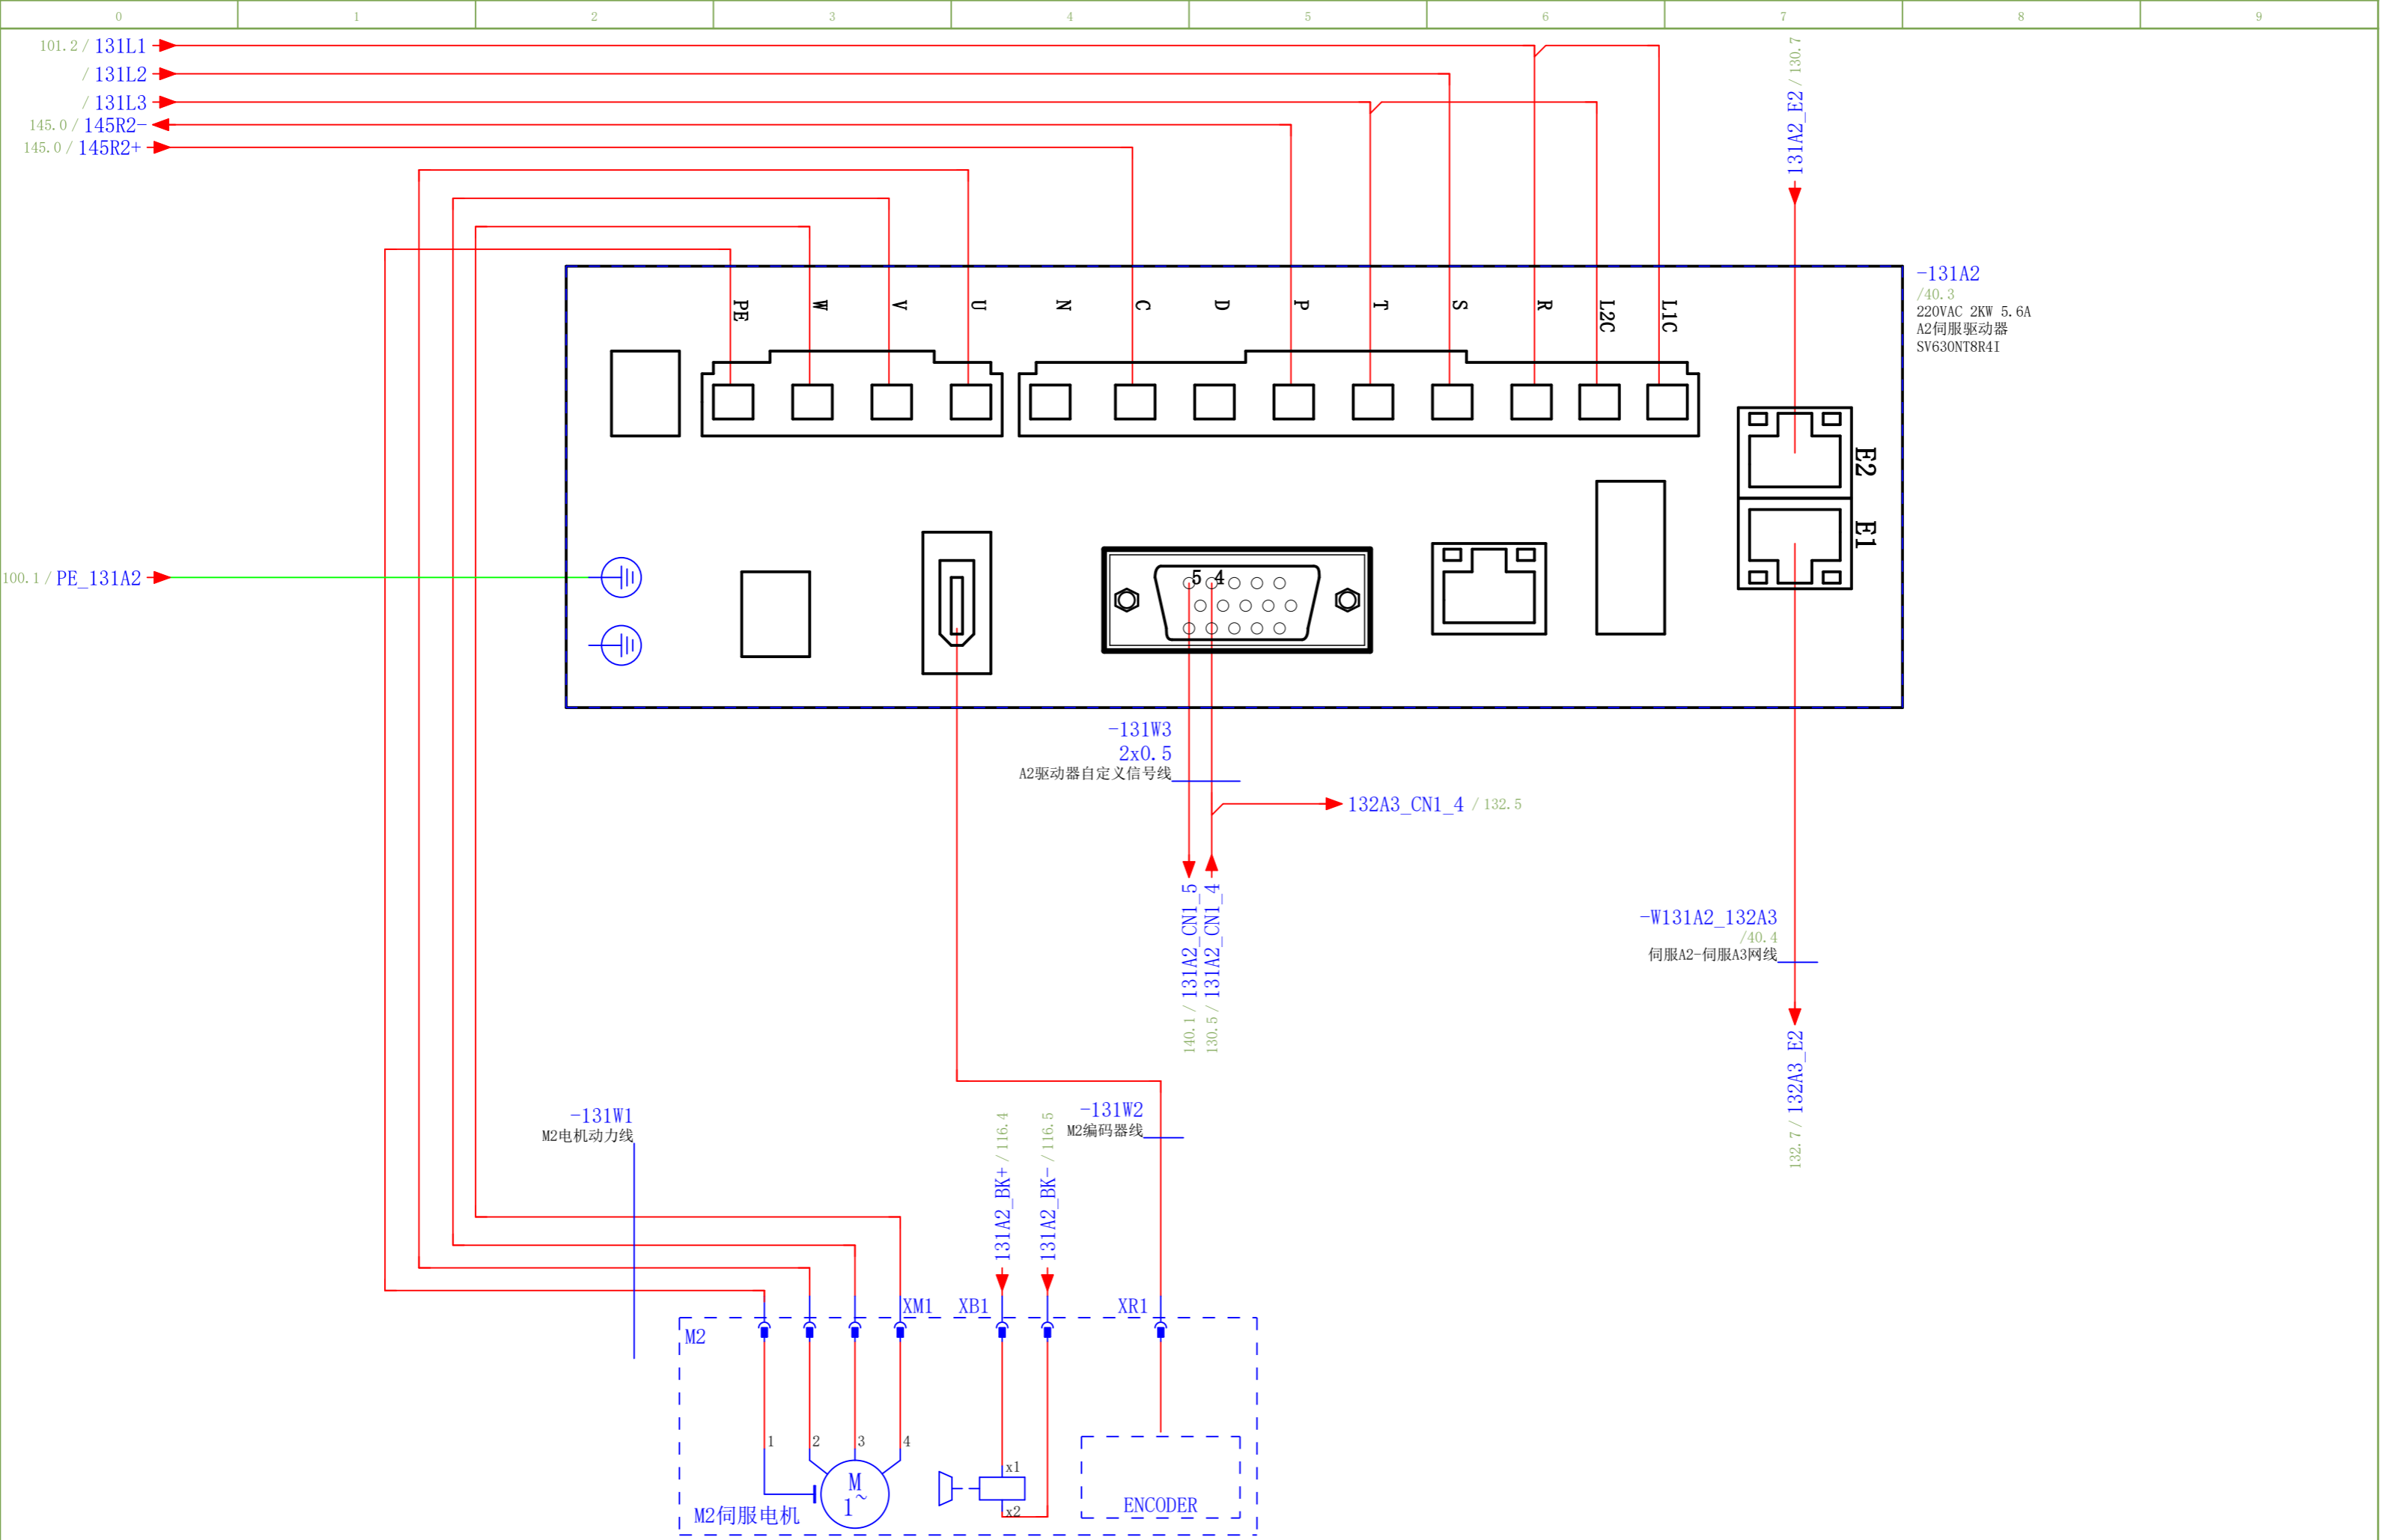 0 1 2 3 4 5 6 7 8 9
101.2 / 131L1
/ 131L2
/ 131L3
145.0 / 145R2-
145.0 / 145R2+
131A2_E2 / 130.7
-131A2
/40.3
220VAC 2KW 5.6A
A2伺服驱动器
SV630NT8R4I
PE W V U N C D P T S R L2C L1C
E2
E1
100.1 / PE_131A2
5 4
-131W3
2x0.5
A2驱动器自定义信号线
132A3_CN1_4 / 132.5
140.1 / 131A2_CN1_5
130.5 / 131A2_CN1_4
-W131A2_132A3
/40.4
伺服A2-伺服A3网线
132.7 / 132A3_E2
-131W1
M2电机动力线
131A2_BK+ / 116.4
131A2_BK- / 116.5
-131W2
M2编码器线
XM1 XB1 XR1
M2
1 2 3 4
M
1~
x1
x2
ENCODER
M2伺服电机